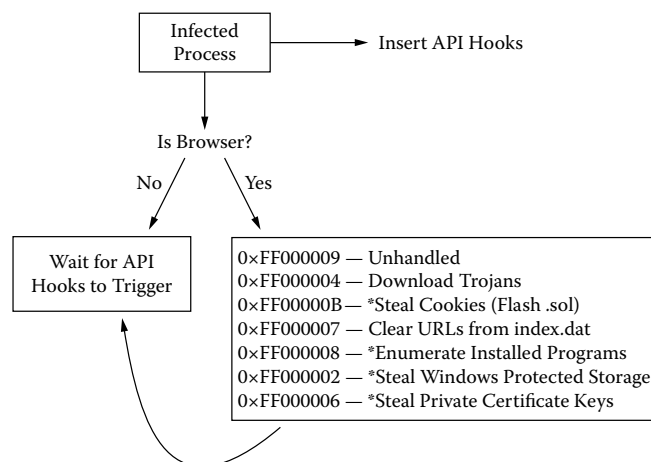 Infected
Process
Insert API Hooks
Is Browser?
No
Yes
Wait for API
Hooks to Trigger
0×FF000009 — Unhandled
0×FF000004 — Download Trojans
0×FF00000B — *Steal Cookies (Flash .sol)
0×FF000007 — Clear URLs from index.dat
0×FF000008 — *Enumerate Installed Programs
0×FF000002 — *Steal Windows Protected Storage
0×FF000006 — *Steal Private Certificate Keys